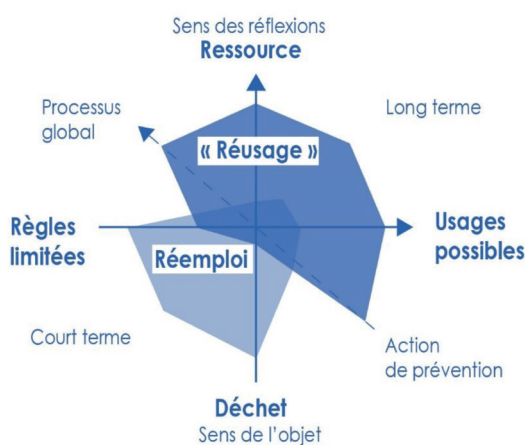 Sens des réflexions
Ressource
Processus
global
Long terme
« Réusage »
Règles
limitées
Usages
possibles
Réemploi
Court terme
Action
de prévention
Déchet
Sens de l'objet